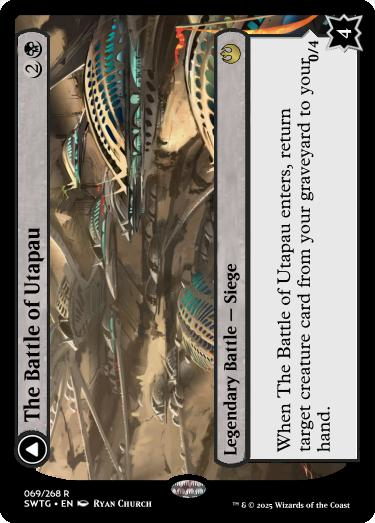 The Battle of Utapau
2
Legendary Battle — Siege
When The Battle of Utapau enters, return
target creature card from your graveyard to your
hand.
0/4
4
069/268 R
SWTG • EN Ryan Church
™ & © 2025 Wizards of the Coast